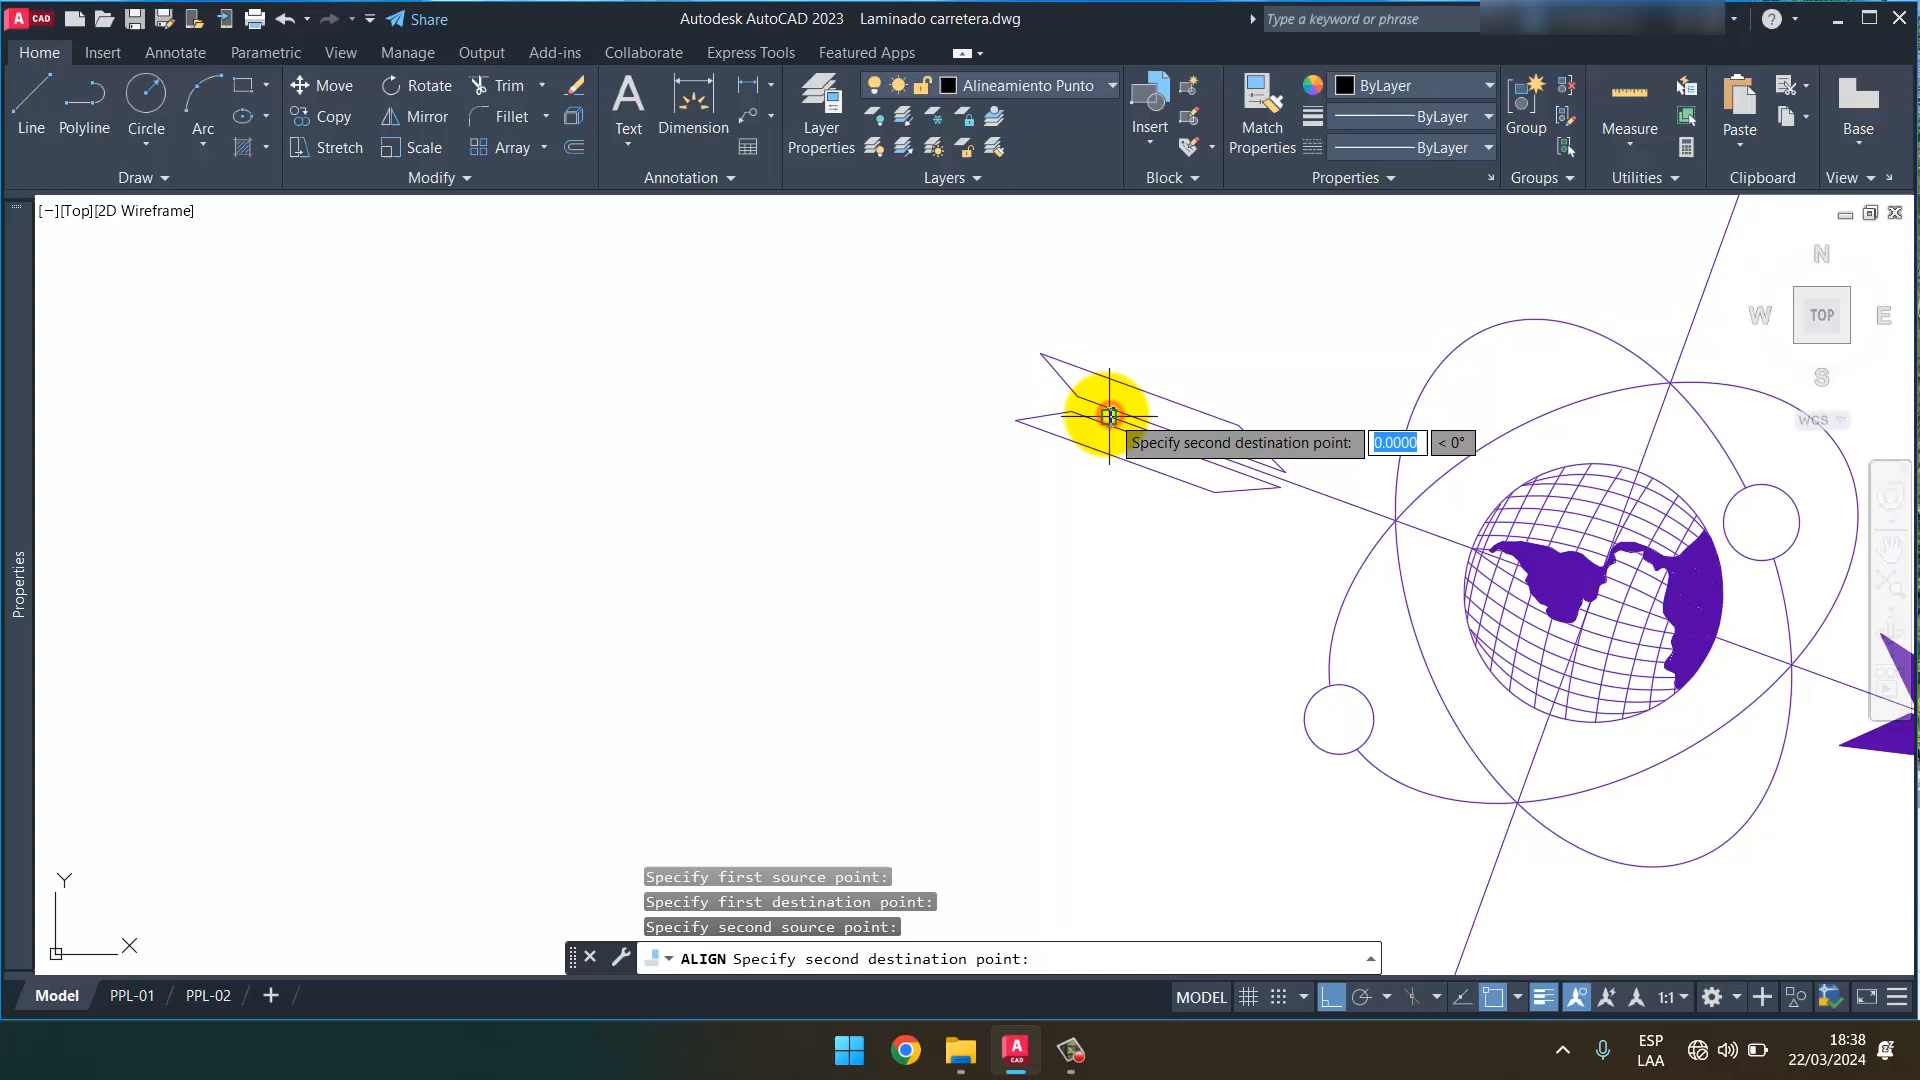 A CAD
Share
Autodesk AutoCAD 2023 Laminado carretera.dwg
Type a keyword or phrase
?
Home Insert Annotate Parametric View Manage Output Add-ins Collaborate Express Tools Featured Apps
Line Polyline Circle Arc
Draw
Move Rotate Trim
Copy Mirror Fillet
Stretch Scale Array
Modify
Text Dimension
Annotation
Layer Properties
Alineamiento Punto
Layers
Insert
Block
Match Properties
ByLayer
ByLayer
ByLayer
Properties
Group
Groups
Measure
Utilities
Paste
Clipboard
Base
View
[−][Top][2D Wireframe]
N
W TOP E
S
WCS
Properties
Specify second destination point: 0.0000 < 0°
Y
X
Specify first source point:
Specify first destination point:
Specify second source point:
ALIGN Specify second destination point:
Model PPL-01 PPL-02
MODEL 1:1
A CAD
ESP
LAA
18:38
22/03/2024